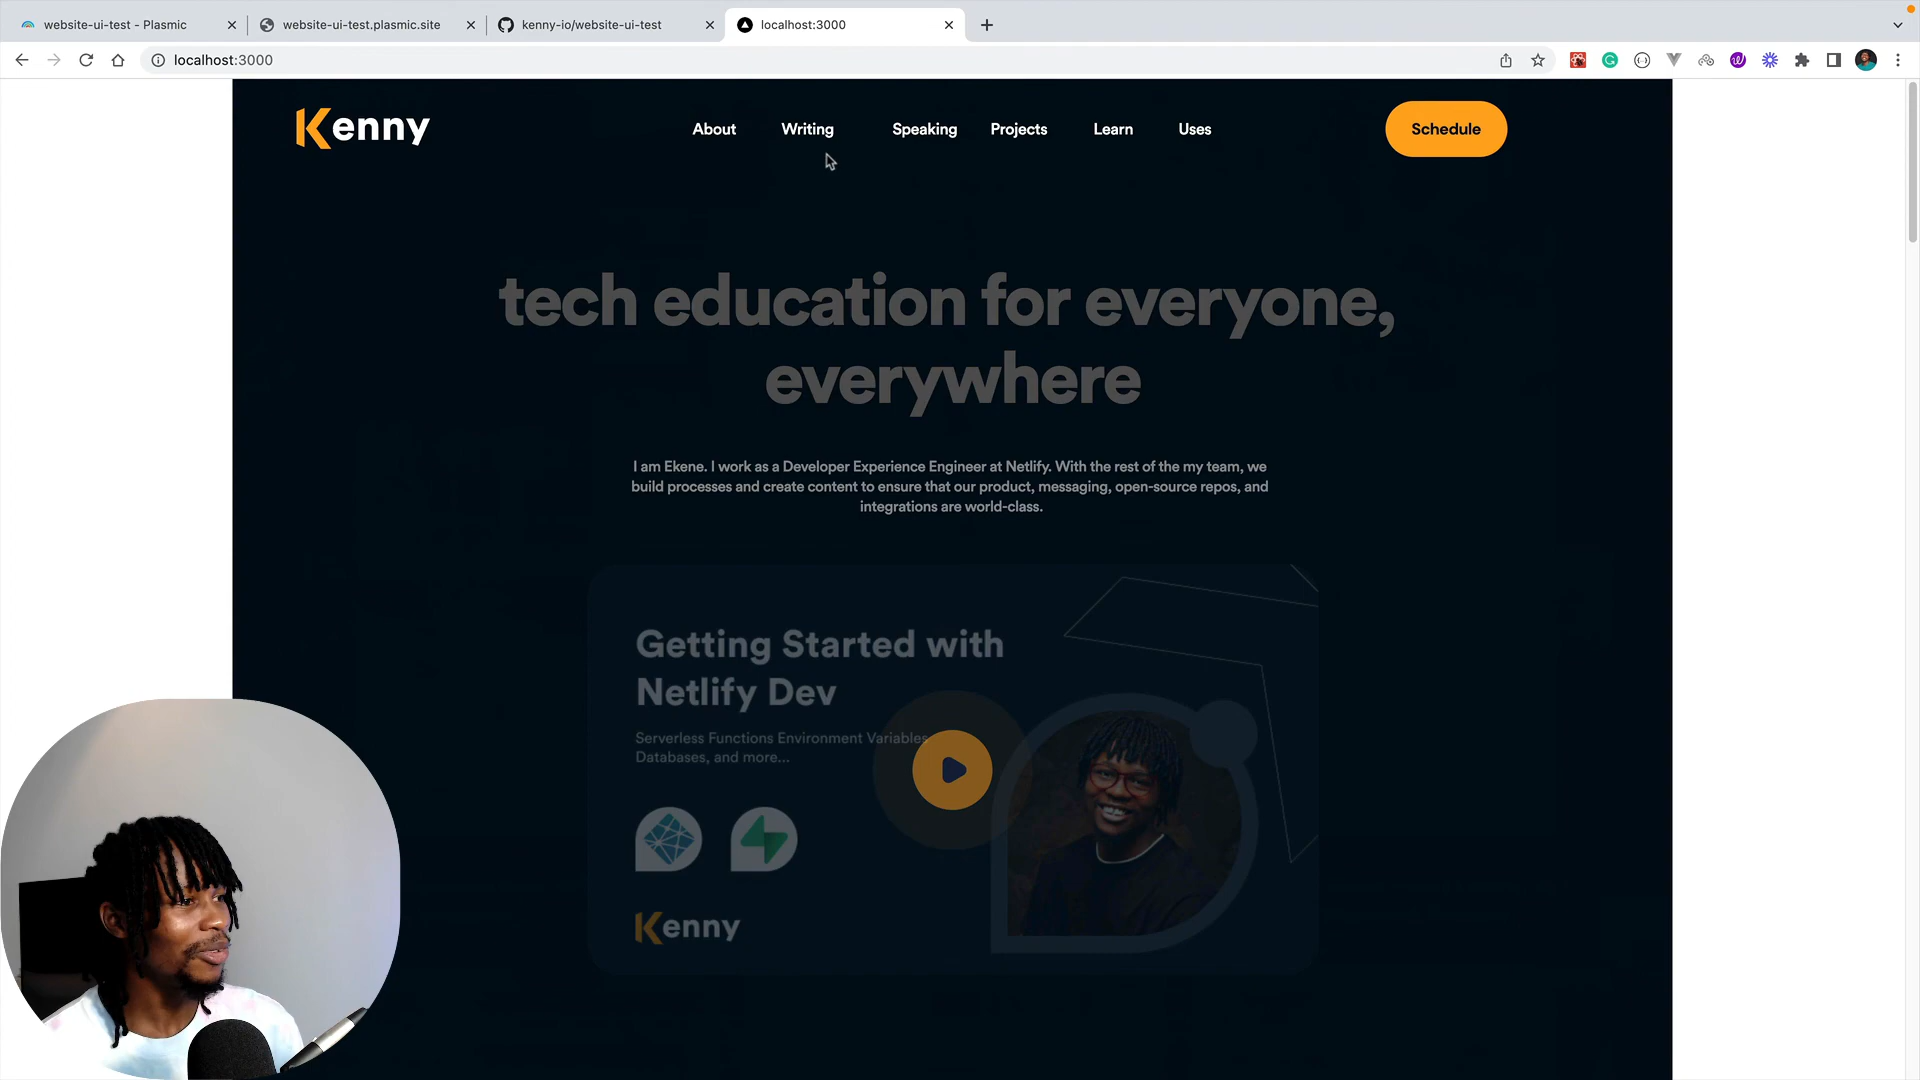 website-ui-test - Plasmic
website-ui-test.plasmic.site
kenny-io/website-ui-test
localhost:3000
localhost:3000
Kenny
About
Writing
Speaking
Projects
Learn
Uses
Schedule
tech education for everyone,
everywhere
I am Ekene. I work as a Developer Experience Engineer at Netlify. With the rest of the my team, we
build processes and create content to ensure that our product, messaging, open-source repos, and
integrations are world-class.
Getting Started with
Netlify Dev
Serverless Functions Environment Variables
Databases, and more...
Kenny